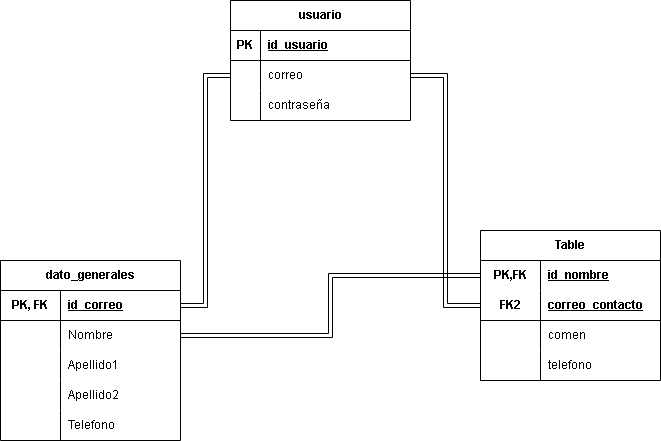 usuario
PK id_usuario
correo
contraseña
dato_generales
PK, FK id_correo
Nombre
Apellido1
Apellido2
Telefono
Table
PK,FK id_nombre
FK2 correo_contacto
comen
telefono